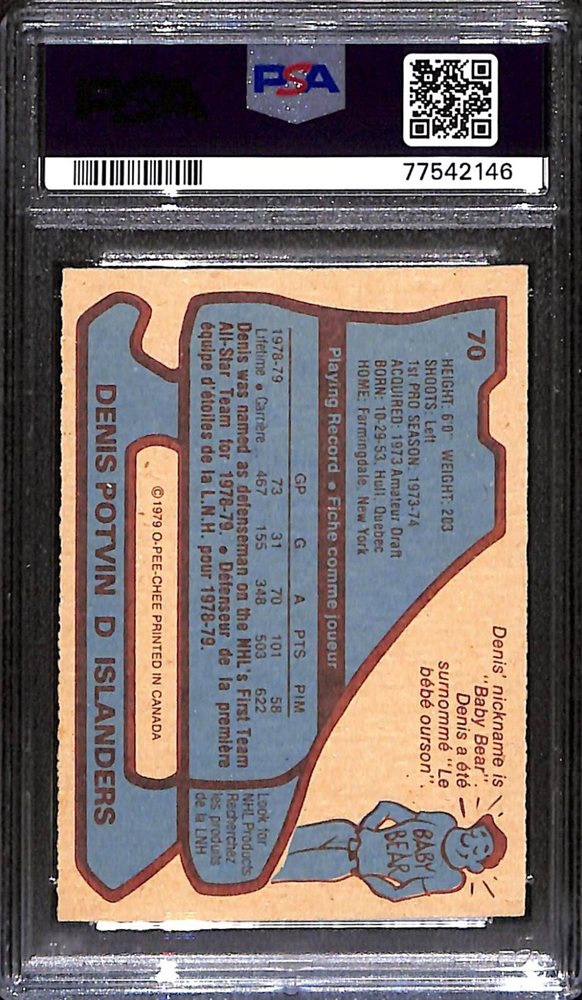 PSA
77542146
70
HEIGHT: 6'0" WEIGHT: 203
SHOOTS: Left
1st PRO SEASON: 1973-74
ACQUIRED: 1973 Amateur Draft
BORN: 10-29-53, Hull, Quebec
HOME: Farmingdale, New York
Denis' nickname is
"Baby Bear"
Denis a été
surnommé "Le
bébé ourson"
BABY
BEAR
Playing Record • Fiche comme joueur
GP G A PTS PIM
1978-79 73 31 70 101 58
Lifetime • Carrière 467 155 348 503 622
Denis was named as defenseman on the NHL's First Team
All-Star Team for 1978-79. • Défenseur de la première
équipe d'étoiles de la L.N.H. pour 1978-79.
Look for
NHL Products
Recherchez
les produits
de la LNH
©1979 O-PEE-CHEE PRINTED IN CANADA
DENIS POTVIN D ISLANDERS